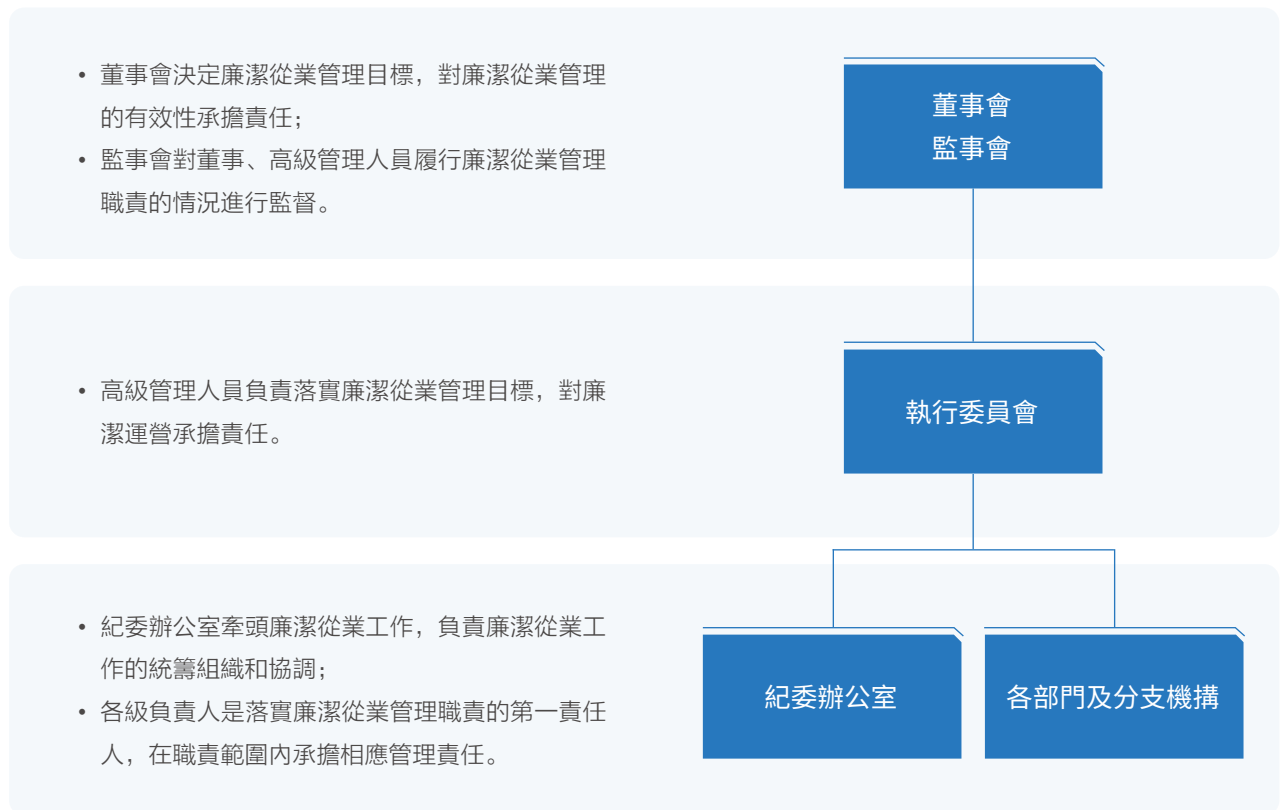 • 董事會決定廉潔從業管理目標，對廉潔從業管理
的有效性承擔責任；
• 監事會對董事、高級管理人員履行廉潔從業管理
職責的情況進行監督。
董事會
監事會
• 高級管理人員負責落實廉潔從業管理目標，對廉
潔運營承擔責任。
執行委員會
• 紀委辦公室牽頭廉潔從業工作，負責廉潔從業工
作的統籌組織和協調；
• 各級負責人是落實廉潔從業管理職責的第一責任
人，在職責範圍內承擔相應管理責任。
紀委辦公室
各部門及分支機搆